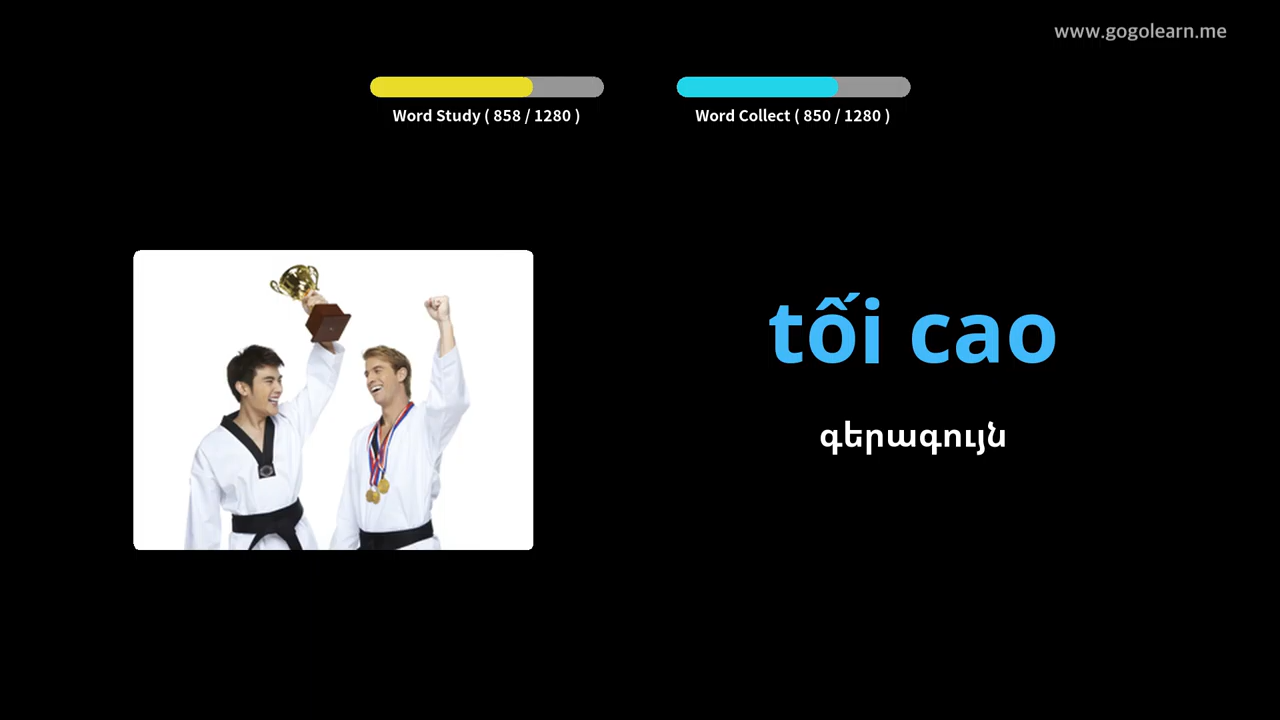 www.gogolearn.me
Word Study ( 858 / 1280 )
Word Collect ( 850 / 1280 )
tối cao
գերագույն